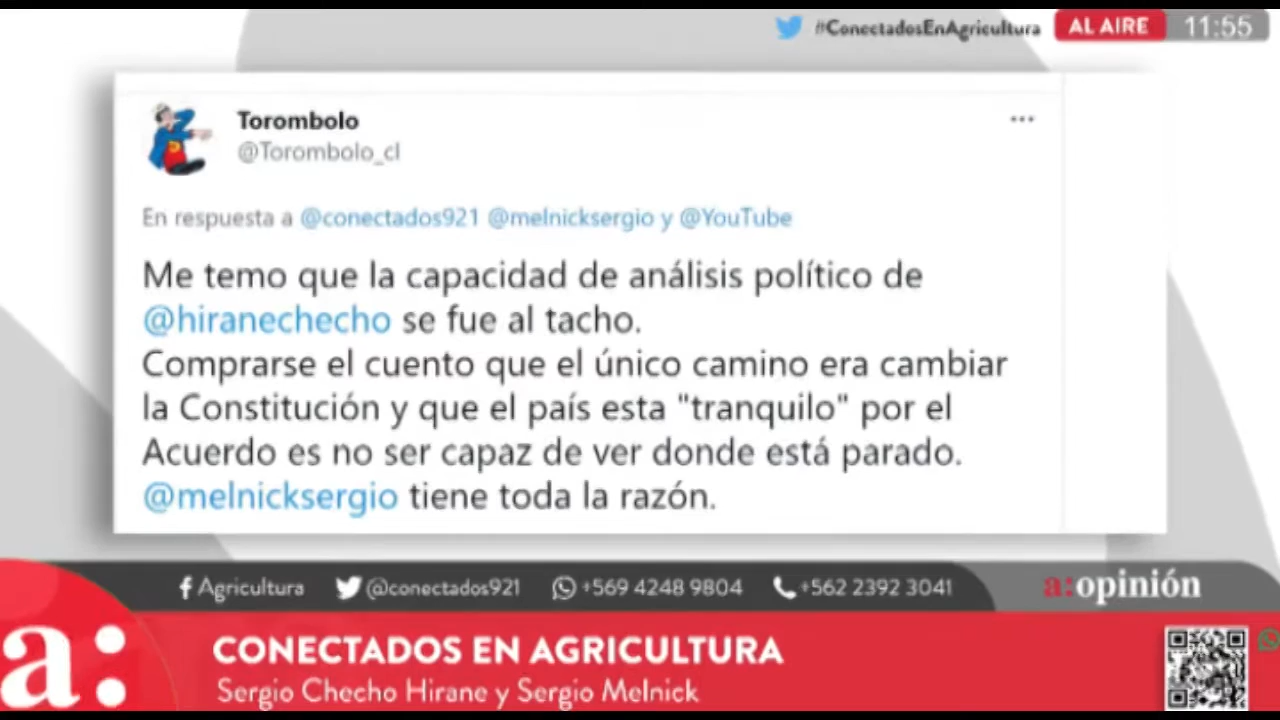 #ConectadosEnAgricultura
AL AIRE
11:55
Torombolo
@Torombolo_cl
En respuesta a @conectados921 @melnicksergio y @YouTube
Me temo que la capacidad de análisis político de
@hiranechecho se fue al tacho.
Comprarse el cuento que el único camino era cambiar
la Constitución y que el país esta "tranquilo" por el
Acuerdo es no ser capaz de ver donde está parado.
@melnicksergio tiene toda la razón.
Agricultura
@conectados921
+569 4248 9804
+562 2392 3041
a:opinión
a:
CONECTADOS EN AGRICULTURA
Sergio Checho Hirane y Sergio Melnick